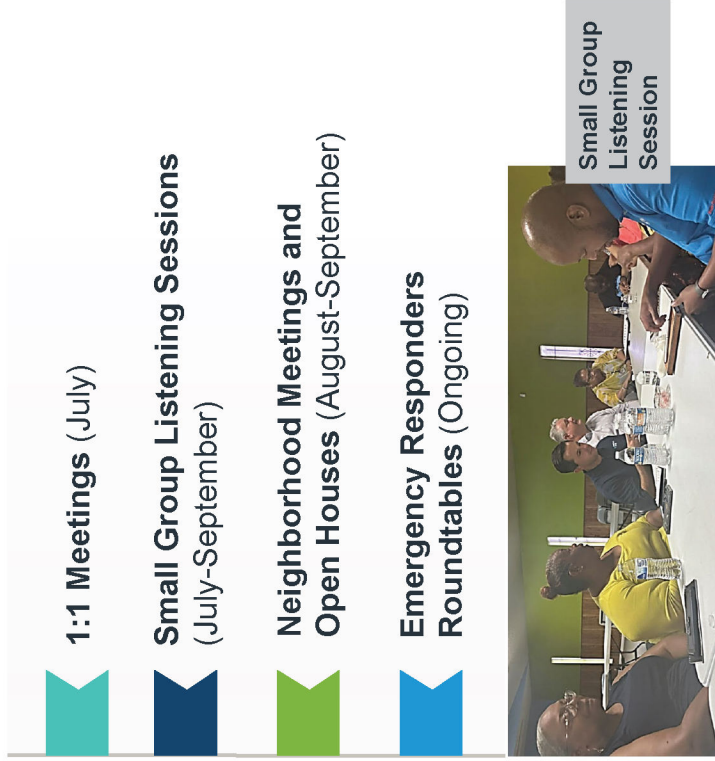 1:1 Meetings (July)
Small Group Listening Sessions
(July-September)
Neighborhood Meetings and
Open Houses (August-September)
Emergency Responders
Roundtables (Ongoing)
Small Group
Listening
Session